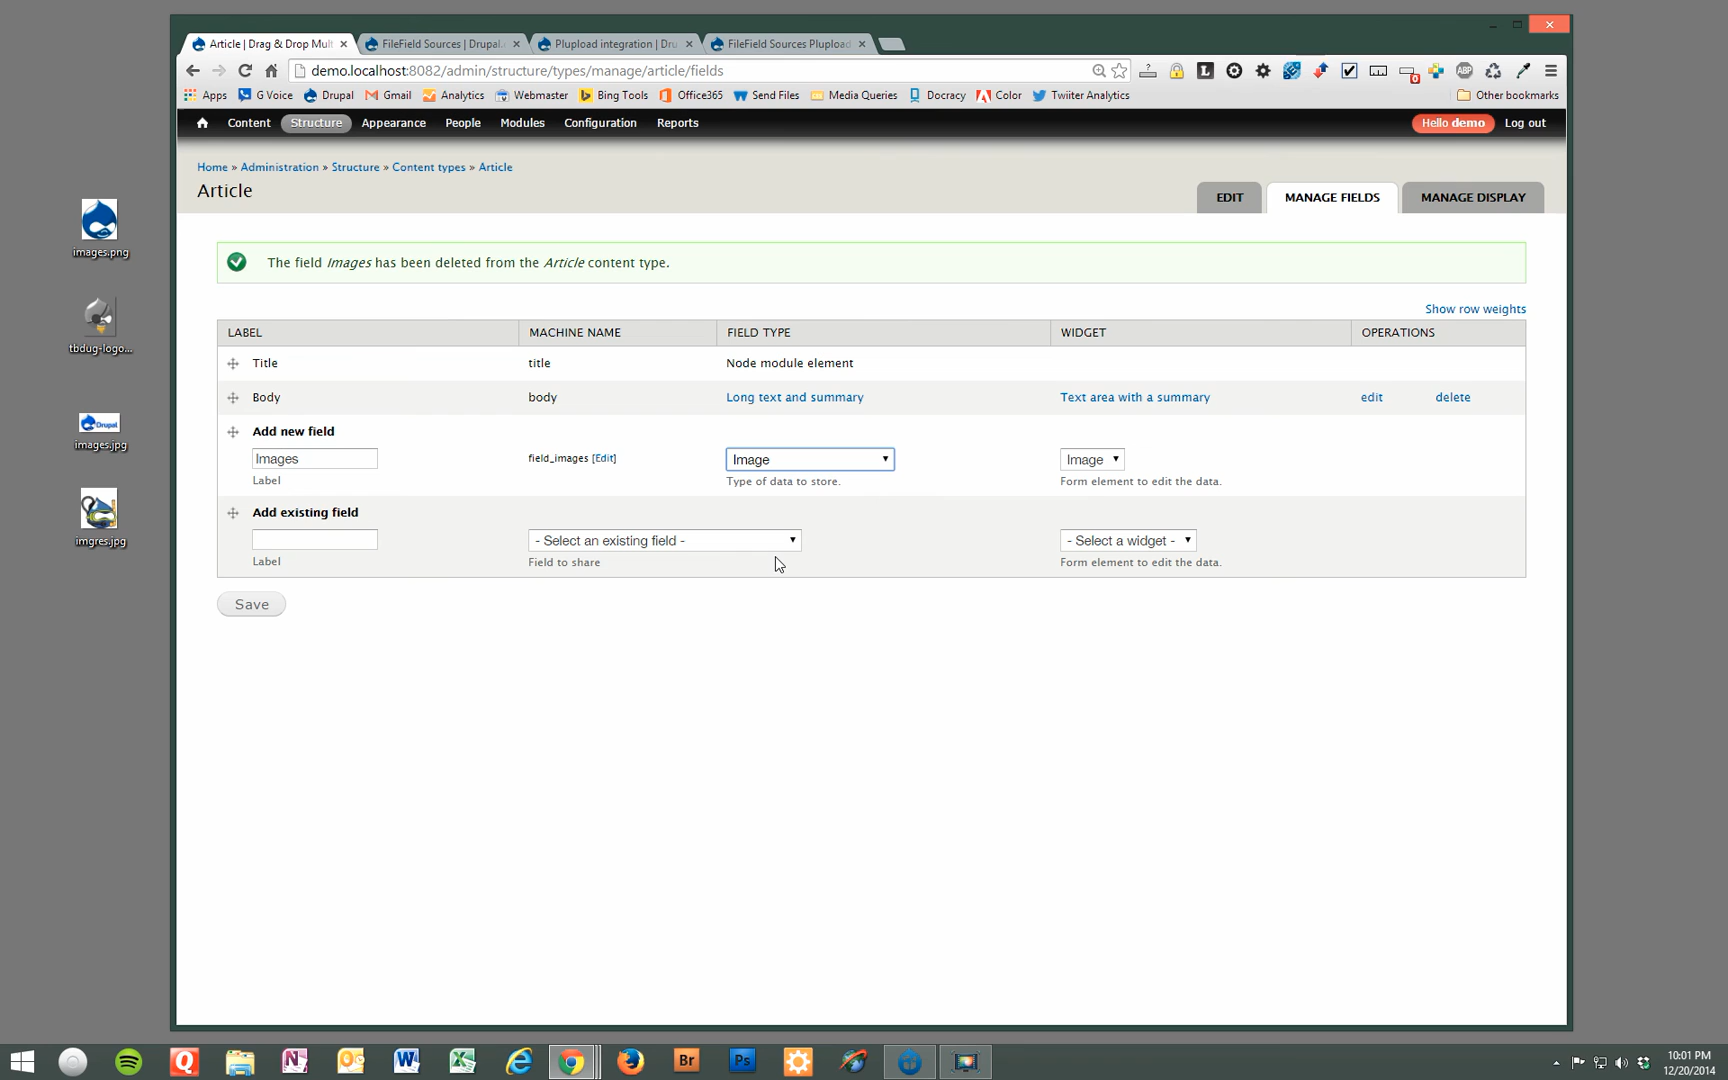 Article | Drag & Drop Mult
FileField Sources | Drupal.
Plupload integration | Dru
FileField Sources Plupload
demo.localhost:8082/admin/structure/types/manage/article/fields
Apps G Voice Drupal Gmail Analytics Webmaster Bing Tools Office365 Send Files Media Queries Docracy Color Twiiter Analytics Other bookmarks
Content Structure Appearance People Modules Configuration Reports Hello demo Log out
Home » Administration » Structure » Content types » Article
Article
EDIT MANAGE FIELDS MANAGE DISPLAY
The field Images has been deleted from the Article content type.
Show row weights
LABEL MACHINE NAME FIELD TYPE WIDGET OPERATIONS
Title title Node module element
Body body Long text and summary Text area with a summary edit delete
Add new field
Images field_images [Edit] Image Image
Label Type of data to store. Form element to edit the data.
Add existing field
- Select an existing field - - Select a widget -
Label Field to share Form element to edit the data.
Save
images.png
tbdug-logo...
Drupal
images.jpg
imgres.jpg
10:01 PM
12/20/2014